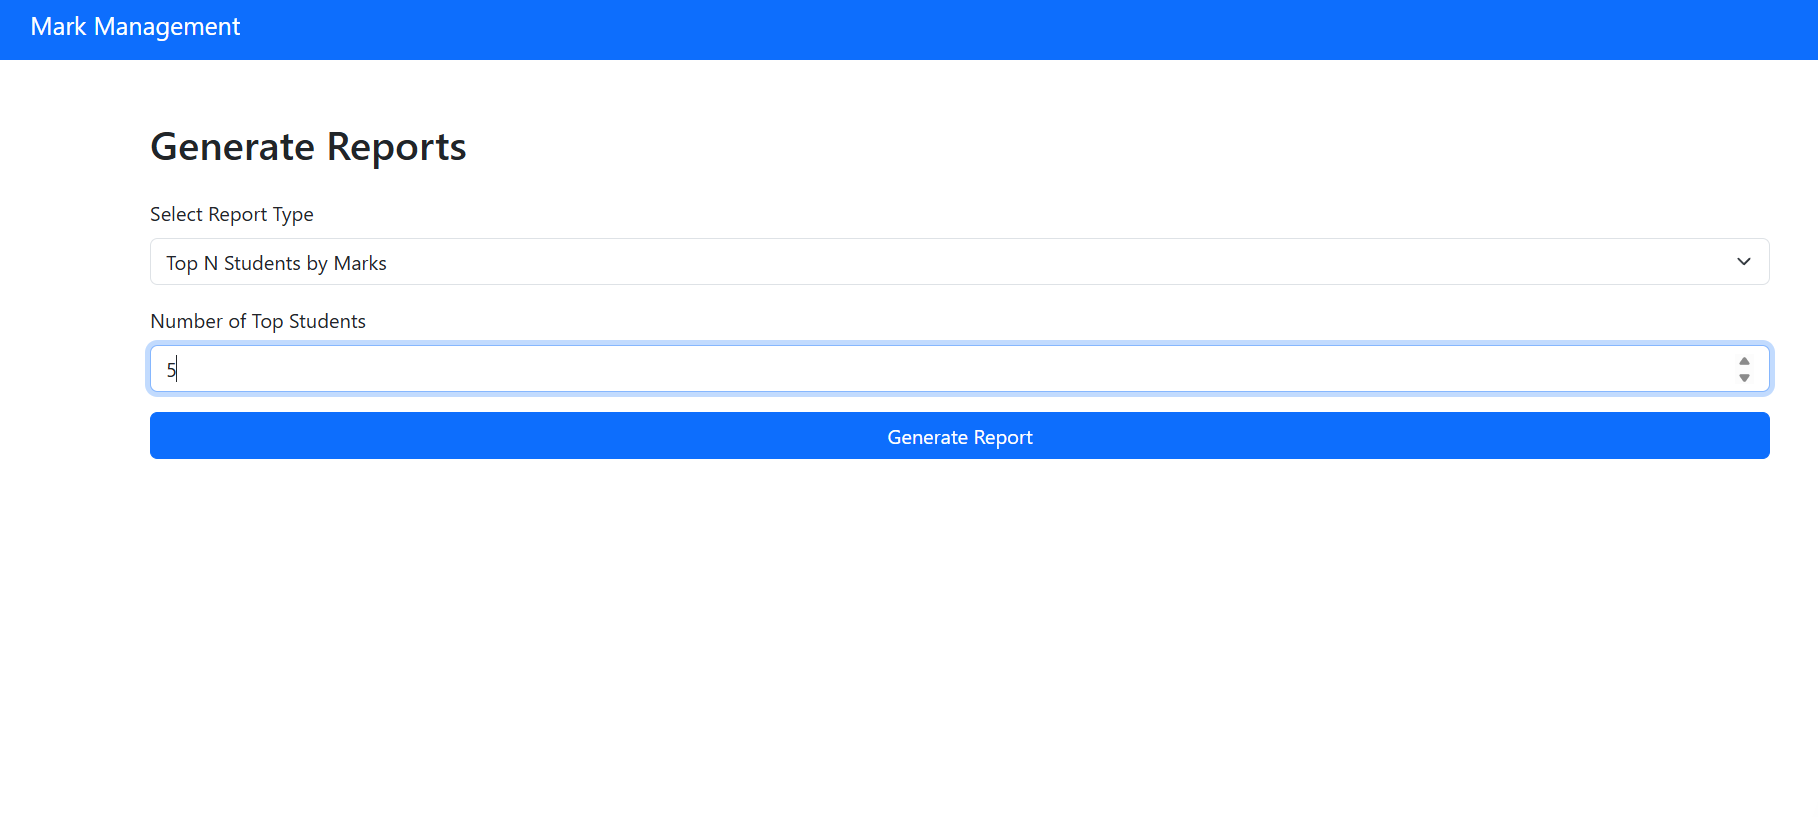 Mark Management
Generate Reports
Select Report Type
Top N Students by Marks
Number of Top Students
5
Generate Report